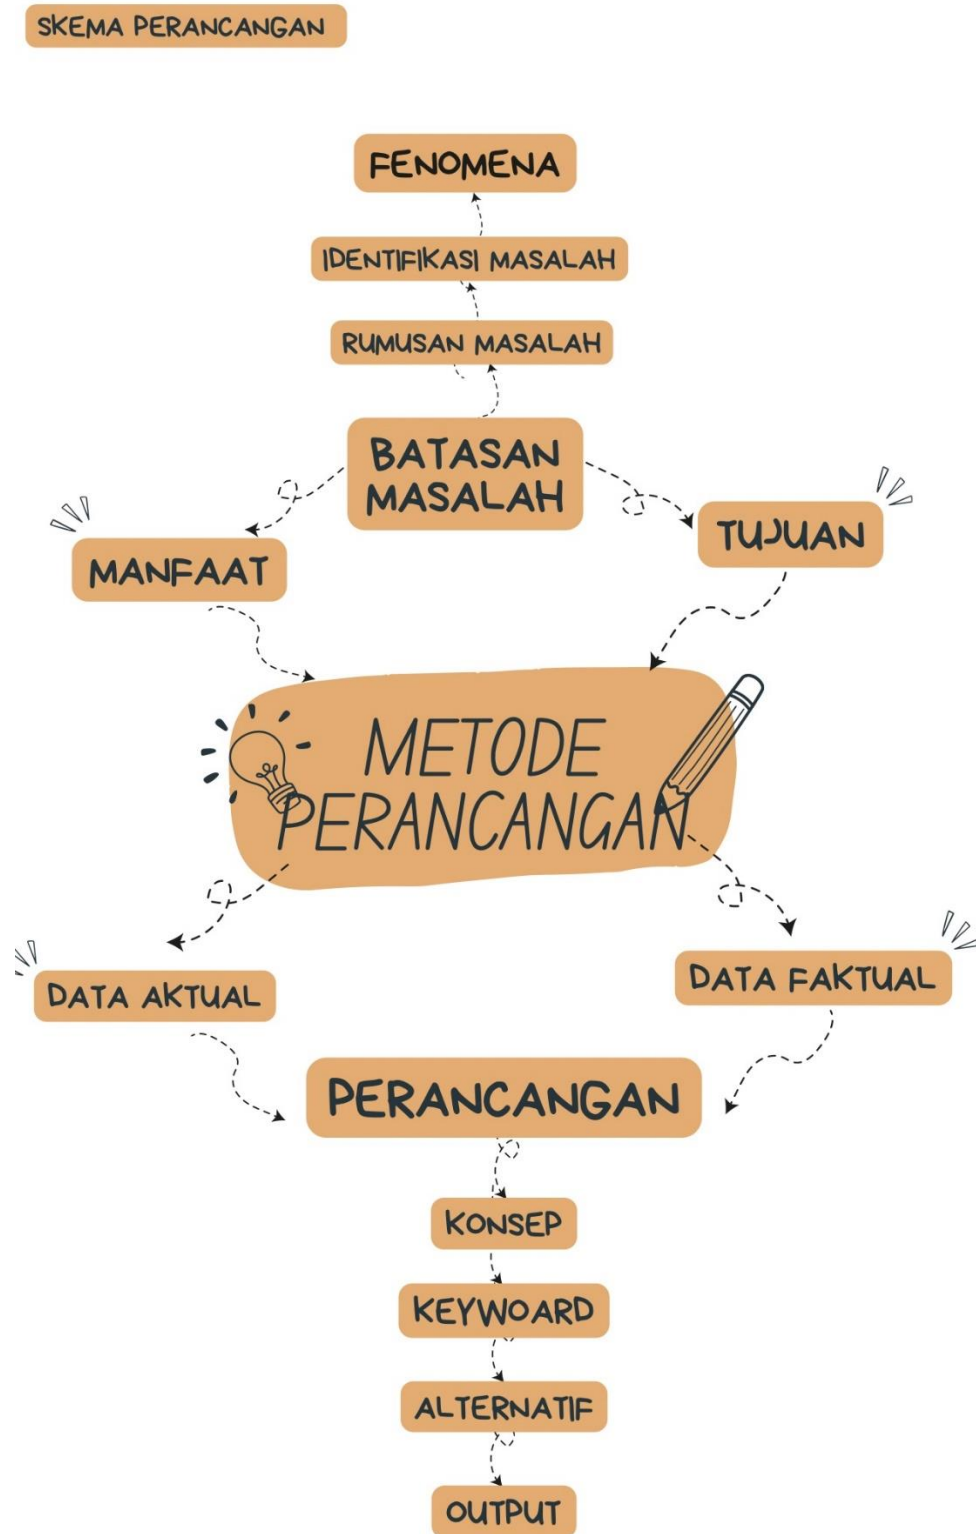 SKEMA PERANCANGAN
FENOMENA
IDENTIFIKASI MASALAH
RUMUSAN MASALAH
BATASAN
MASALAH
MANFAAT
TUJUAN
METODE
PERANCANGAN
DATA AKTUAL
DATA FAKTUAL
PERANCANGAN
KONSEP
KEYWOARD
ALTERNATIF
OUTPUT